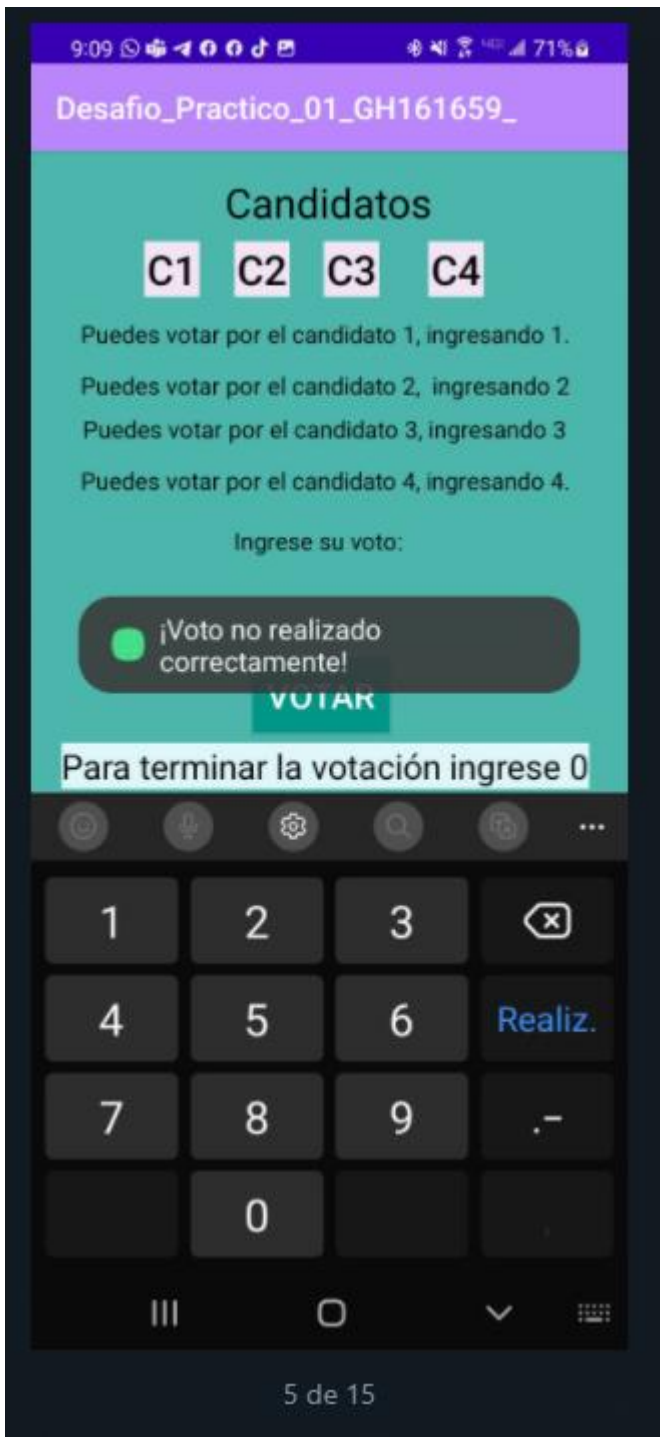 9:09 71%
Desafio_Practico_01_GH161659_
Candidatos
C1 C2 C3 C4
Puedes votar por el candidato 1, ingresando 1.
Puedes votar por el candidato 2, ingresando 2
Puedes votar por el candidato 3, ingresando 3
Puedes votar por el candidato 4, ingresando 4.
Ingrese su voto:
¡Voto no realizado
correctamente!
VOTAR
Para terminar la votación ingrese 0
1 2 3
4 5 6 Realiz.
7 8 9 .-
0 ,
5 de 15